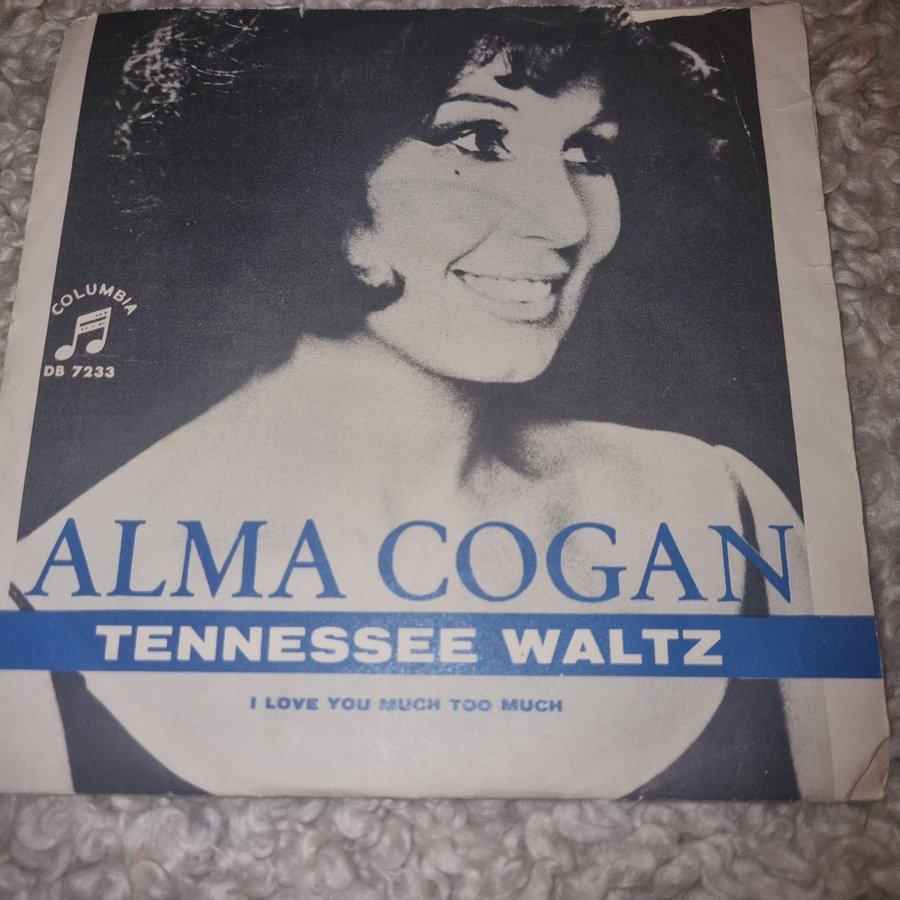 COLUMBIA
DB 7233
ALMA COGAN
TENNESSEE WALTZ
I LOVE YOU MUCH TOO MUCH